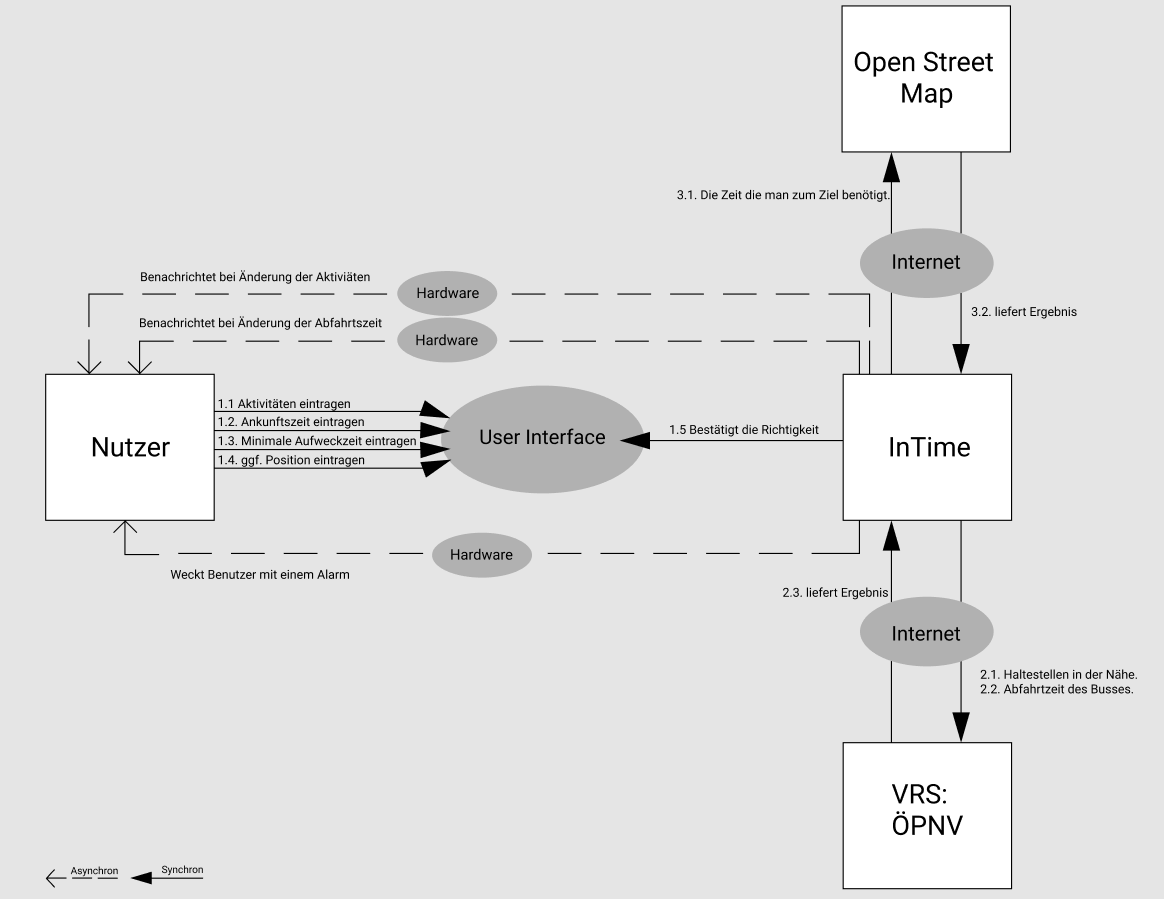 Open Street
Map
3.1. Die Zeit die man zum Ziel benötigt.
Internet
3.2. liefert Ergebnis
Benachrichtet bei Änderung der Aktiviäten
Hardware
Benachrichtet bei Änderung der Abfahrtszeit
Hardware
Nutzer
1.1 Aktivitäten eintragen
1.2. Ankunftszeit eintragen
1.3. Minimale Aufweckzeit eintragen
1.4. ggf. Position eintragen
User Interface
1.5 Bestätigt die Richtigkeit
InTime
Hardware
Weckt Benutzer mit einem Alarm
2.3. liefert Ergebnis
Internet
2.1. Haltestellen in der Nähe.
2.2. Abfahrtzeit des Busses.
VRS:
ÖPNV
Asynchron
Synchron